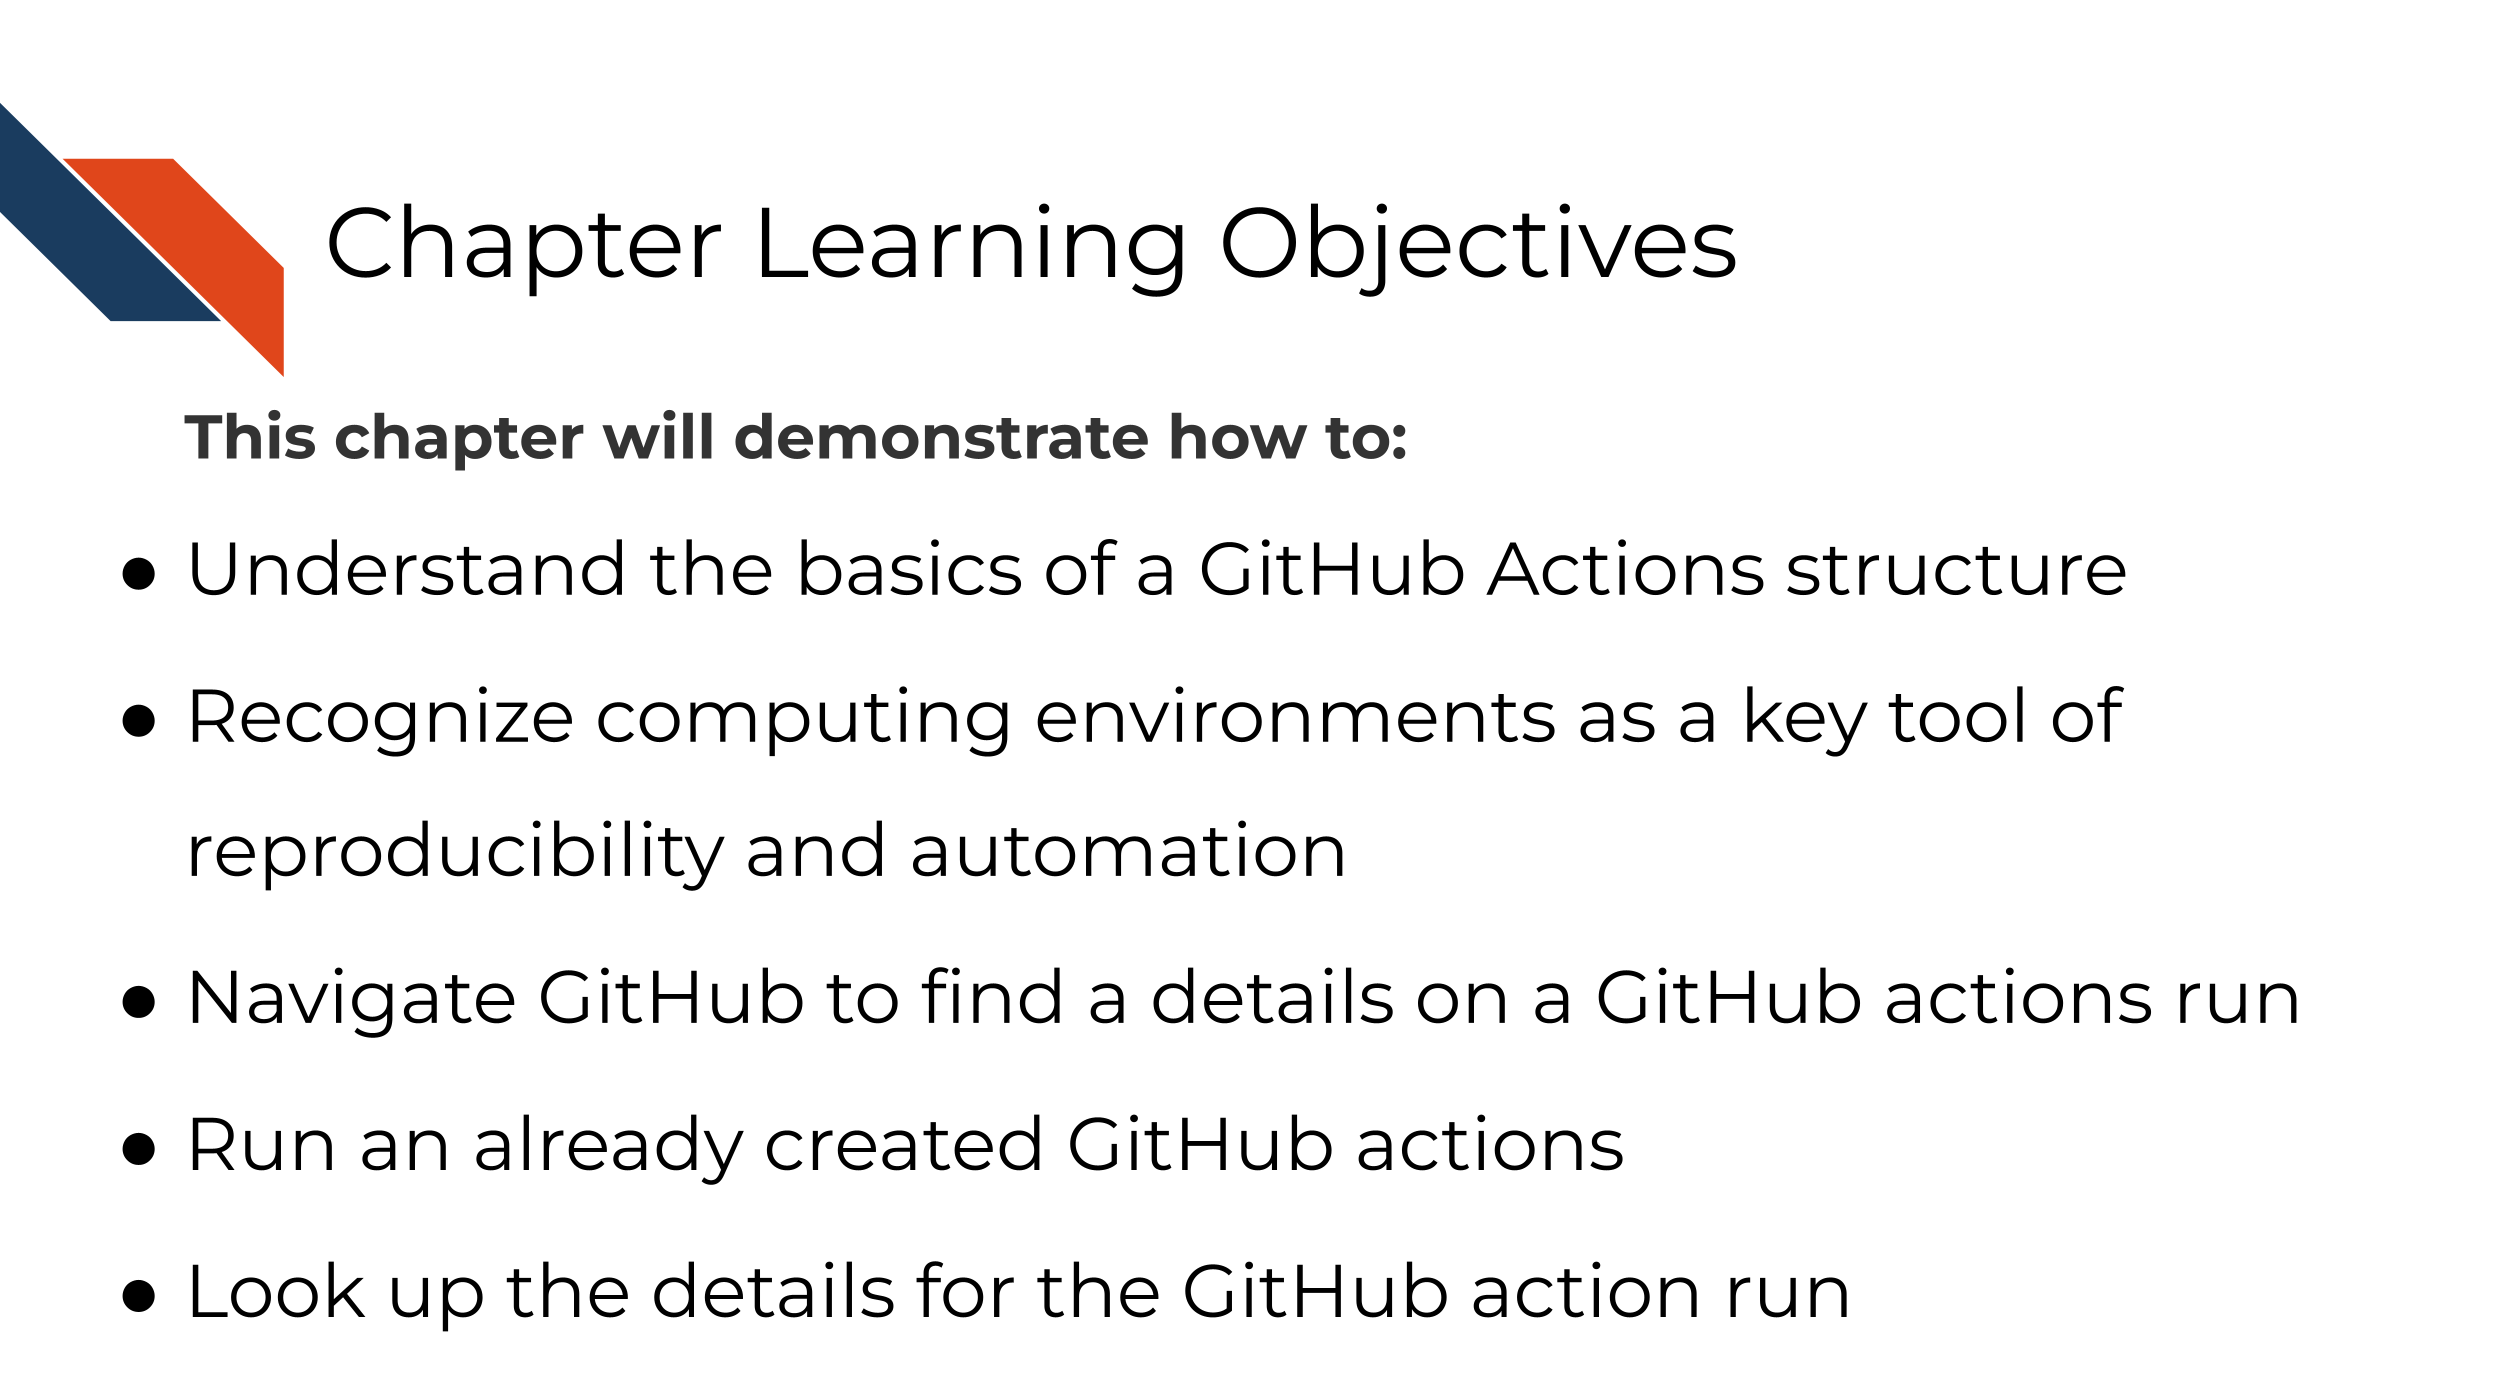 Chapter Learning Objectives
This chapter will demonstrate how to:
● Understand the basics of a GitHub Actions structure
● Recognize computing environments as a key tool of
reproducibility and automation
● NavigateGitHub to find a details on a GitHub actions run
● Run an already created GitHub actions
● Look up the details for the GitHub action run